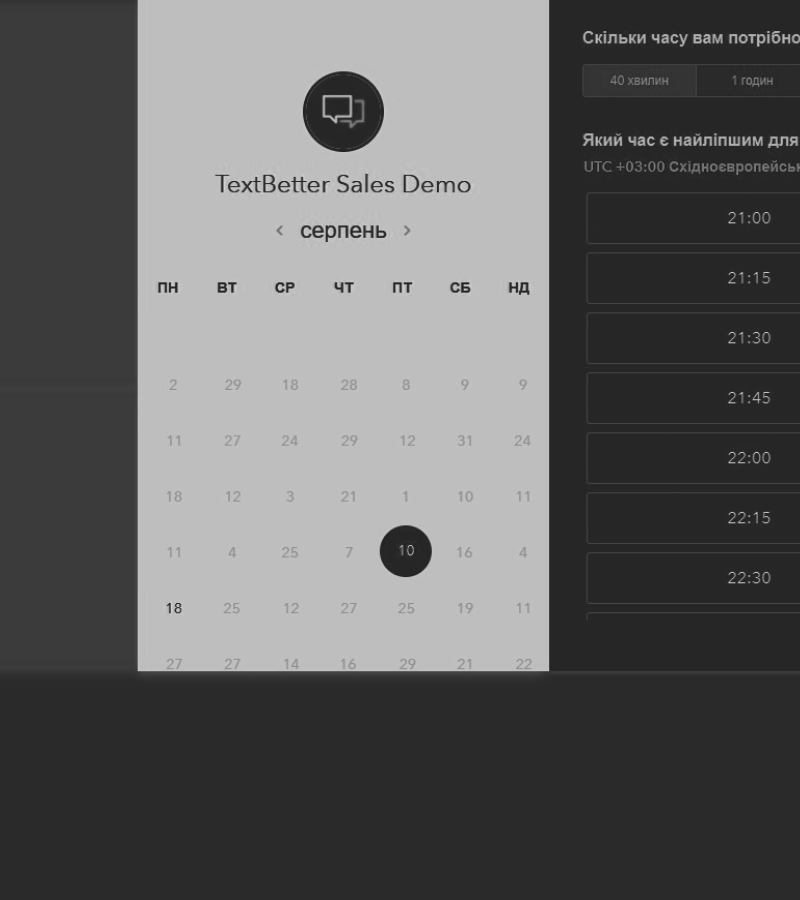 TextBetter Sales Demo
серпень
ПН ВТ СР ЧТ ПТ СБ НД
2 29 18 28 8 9 9
11 27 24 29 12 31 24
18 12 3 21 1 10 11
11 4 25 7 10 16 4
18 25 12 27 25 19 11
27 27 14 16 29 21 22
Скільки часу вам потрібно
40 хвилин 1 годин
Який час є найліпшим для
UTC +03:00 Східноєвропейськ
21:00
21:15
21:30
21:45
22:00
22:15
22:30